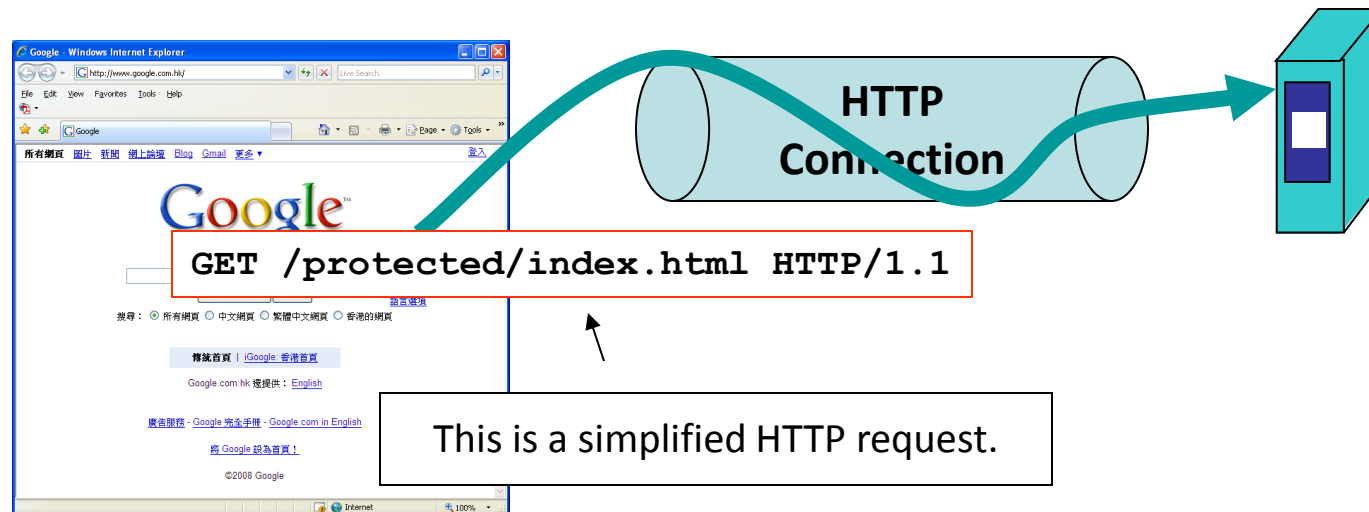 Google - Windows Internet Explorer
http://www.google.com.hk/
Live Search
File Edit View Favorites Tools Help
Google
Page Tools
所有網頁 圖片 新聞 網上論壇 Blog Gmail 更多 ▼ 登入
Google™
GET /protected/index.html HTTP/1.1
語言選項
搜尋： 所有網頁 中文網頁 繁體中文網頁 香港的網頁
傳統首頁 | iGoogle: 香港首頁
Google.com.hk 還提供： English
廣告服務 - Google 完全手冊 - Google.com in English
將 Google 設為首頁！
©2008 Google
Internet 100%
HTTP
Connection
This is a simplified HTTP request.